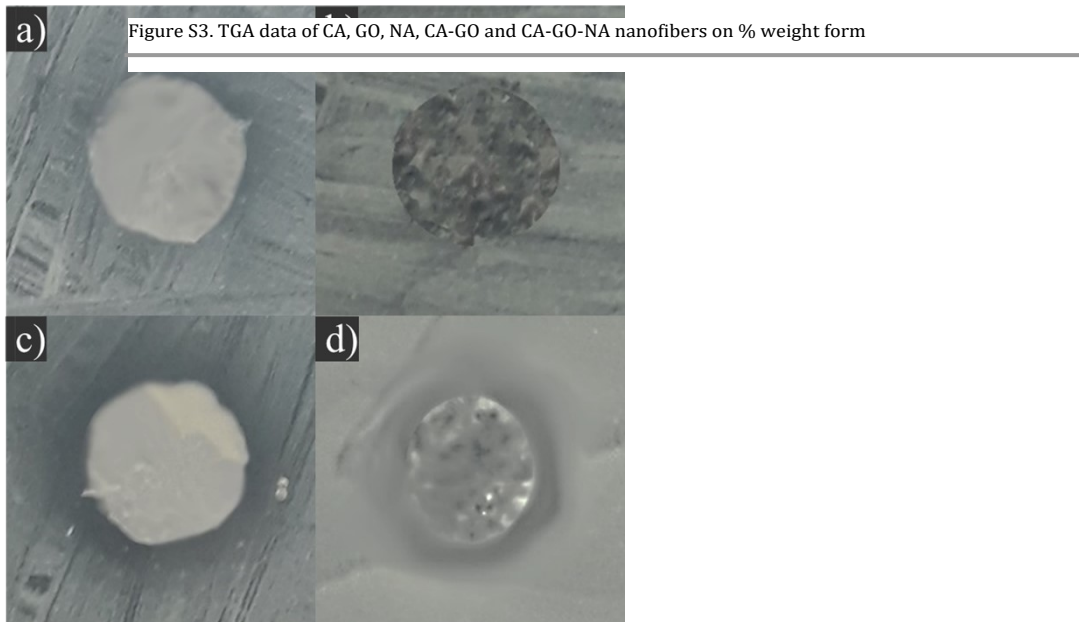 a)
Figure S3. TGA data of CA, GO, NA, CA-GO and CA-GO-NA nanofibers on % weight form
c)
d)